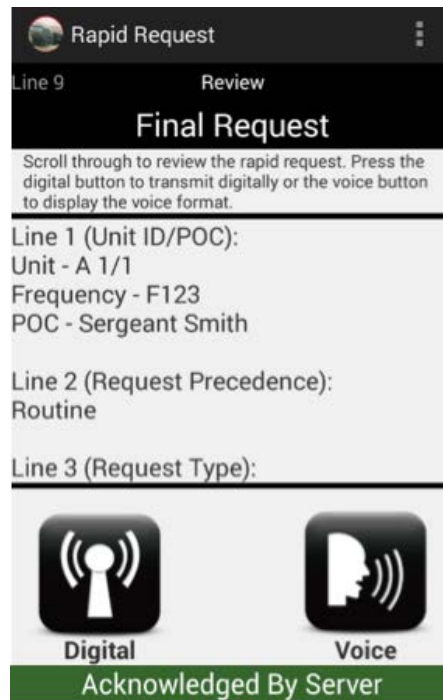 Rapid Request
Line 9 Review
Final Request
Scroll through to review the rapid request. Press the
digital button to transmit digitally or the voice button
to display the voice format.
Line 1 (Unit ID/POC):
Unit - A 1/1
Frequency - F123
POC - Sergeant Smith
Line 2 (Request Precedence):
Routine
Line 3 (Request Type):
Digital Voice
Acknowledged By Server